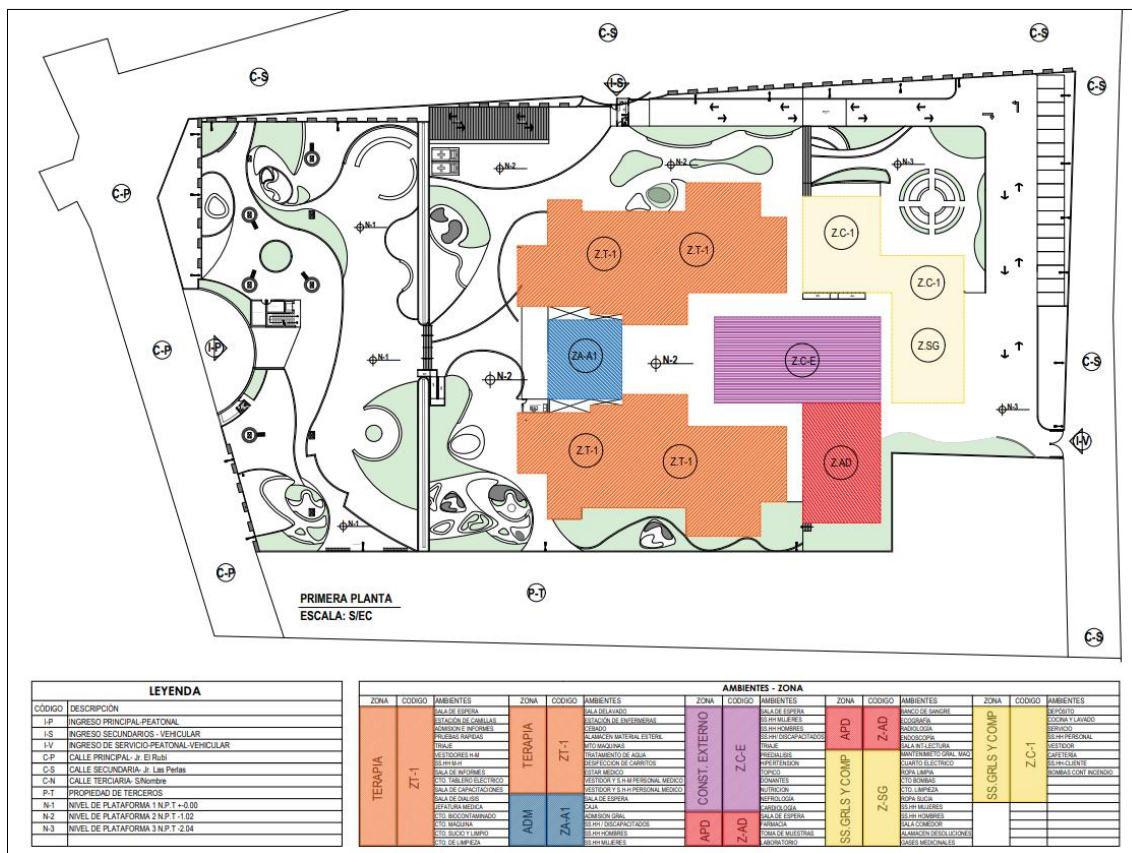 C-S
C-S
C-S
C-S
I-S
C-P
N-2
N-2
N-3
N-1
Z.C-1
Z.T-1
Z.T-1
Z.C-1
C-P
I-P
N-1
ZA-A1
N-2
N-2
Z.C-E
Z.SG
C-S
N-3
I-V
Z.T-1
Z.T-1
Z.AD
N-1
C-P
P-T
C-S
PRIMERA PLANTA
ESCALA: S/EC
LEYENDA
CÓDIGO DESCRIPCIÓN
I-P INGRESO PRINCIPAL-PEATONAL
I-S INGRESO SECUNDARIOS - VEHICULAR
I-V INGRESO DE SERVICIO-PEATONAL-VEHICULAR
C-P CALLE PRINCIPAL- Jr. El Rubi
C-S CALLE SECUNDARIA- Jr. Las Perlas
C-N CALLE TERCIARIA- S/Nombre
P-T PROPIEDAD DE TERCEROS
N-1 NIVEL DE PLATAFORMA 1 N.P.T +-0.00
N-2 NIVEL DE PLATAFORMA 2 N.P.T -1.02
N-3 NIVEL DE PLATAFORMA 3 N.P.T -2.04
AMBIENTES - ZONA
ZONA CODIGO AMBIENTES
TERAPIA
ZT-1
SALA DE ESPERA
ESTACIÓN DE CAMILLAS
ADMISION E INFORMES
PRUEBAS RAPIDAS
TRIAJE
VESTIDORES H-M
SS.HH M-H
SALA DE INFORMES
CTO. TABLERO ELECTRICO
SALA DE CAPACITACIONES
SALA DE DIALISIS
JEFATURA MEDICA
CTO. BIOCONTAMINADO
CTO. MAQUINA
CTO. SUCIO Y LIMPIO
CTO. DE LIMPIEZA
ZONA CODIGO AMBIENTES
TERAPIA
ZT-1
SALA DELAVADO
ESTACIÓN DE ENFERMERAS
CEBADO
ALAMACEN MATERIAL ESTERIL
MTO MAQUINAS
TRATAMIENTO DE AGUA
DESIFECCION DE CARRITOS
ESTAR MEDICO
VESTIDOR Y S.H-M PERSONAL MEDICO
VESTIDOR Y S.H-H PERSONAL MEDICO
ADM
ZA-A1
SALA DE ESPERA
CAJA
ADMISION GRAL
SS.HH / DISCAPACITADOS
SS.HH HOMBRES
SS.HH MUJERES
ZONA CODIGO AMBIENTES
CONST. EXTERNO
Z.C-E
SALA DE ESPERA
SS.HH MUJERES
SS.HH HOMBRES
SS.HH/ DISCAPACITADOS
TRIAJE
PREDIALISIS
HIPERTENSION
TOPICO
DONANTES
NUTRICION
NEFROLOGÍA
CARDIOLOGÍA
APD
Z-AD
SALA DE ESPERA
FARMACIA
TOMA DE MUESTRAS
LABORATORIO
ZONA CODIGO AMBIENTES
APD
Z-AD
BANCO DE SANGRE
ECOGRAFÍA
RADIOLOGÍA
ENDOSCOPIA
SS.GRLS Y COMP
Z-SG
SALA INT-LECTURA
MANTENIMIETO GRAL. MAQ
CUARTO ELECTRICO
ROPA LIMPIA
CTO BOMBAS
CTO. LIMPIEZA
ROPA SUCIA
SS.HH MUJERES
SS.HH HOMBRES
SALA COMEDOR
ALAMACEN DESOLUCIONES
GASES MEDICINALES
ZONA CODIGO AMBIENTES
SS.GRLS Y COMP
Z.C-1
DEPÓSITO
COCINA Y LAVADO
SERVICIO
SS.HH PERSONAL
VESTIDOR
CAFETERÍA
SS.HH-CLIENTE
BOMBAS CONT INCENDIO